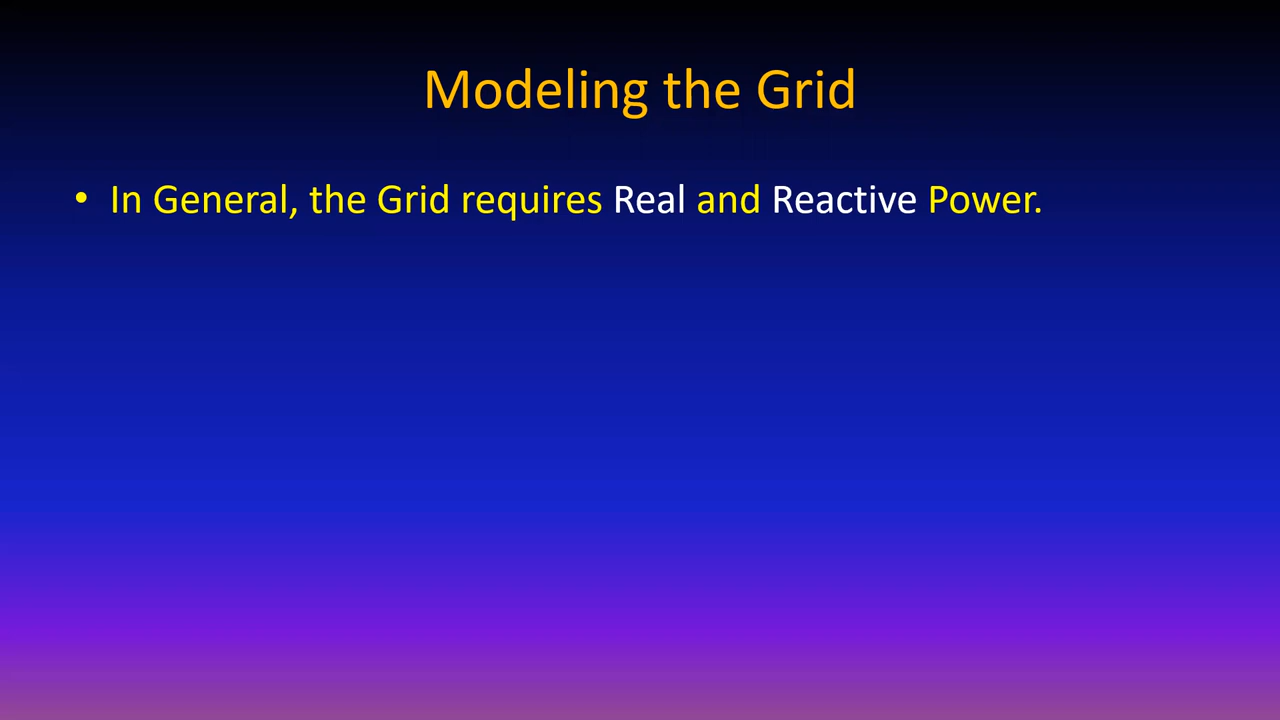 Modeling the Grid
• In General, the Grid requires Real and Reactive Power.